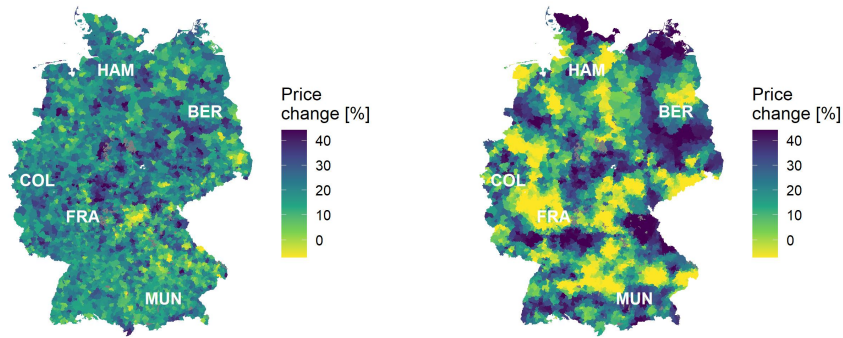 HAM
BER
COL
FRA
MUN
Price
change [%]
40
30
20
10
0
HAM
BER
COL
FRA
MUN
Price
change [%]
40
30
20
10
0